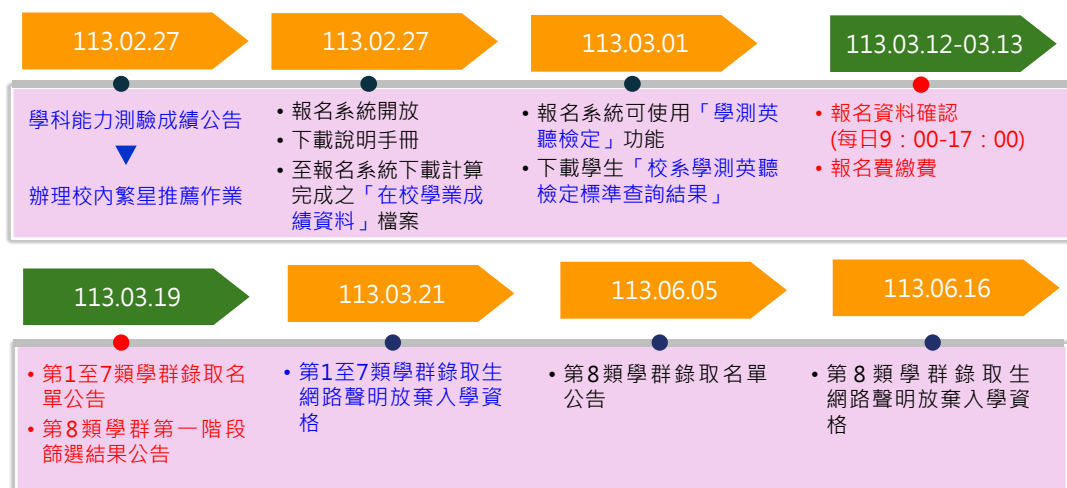 113.02.27
學科能力測驗成績公告
辦理校內繁星推薦作業
113.02.27
• 報名系統開放
• 下載說明手冊
• 至報名系統下載計算
完成之「在校學業成
績資料」檔案
113.03.01
• 報名系統可使用「學測英
聽檢定」功能
• 下載學生「校系學測英聽
檢定標準查詢結果」
113.03.12-03.13
• 報名資料確認
(每日9：00-17：00)
• 報名費繳費
113.03.19
• 第1至7類學群錄取名
單公告
• 第8類學群第一階段
篩選結果公告
113.03.21
• 第1至7類學群錄取生
網路聲明放棄入學資
格
113.06.05
• 第8類學群錄取名單
公告
113.06.16
• 第8類學群錄取生
網路聲明放棄入學資
格